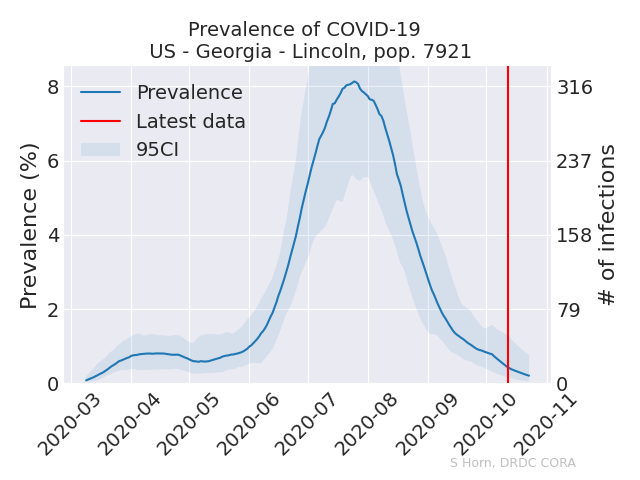 Prevalence of COVID-19
US - Georgia - Lincoln, pop. 7921
Prevalence
Latest data
95CI
Prevalence (%)
8
6
4
2
0
316
237
158
79
0
# of infections
2020-03
2020-04
2020-05
2020-06
2020-07
2020-08
2020-09
2020-10
2020-11
S Horn, DRDC CORA